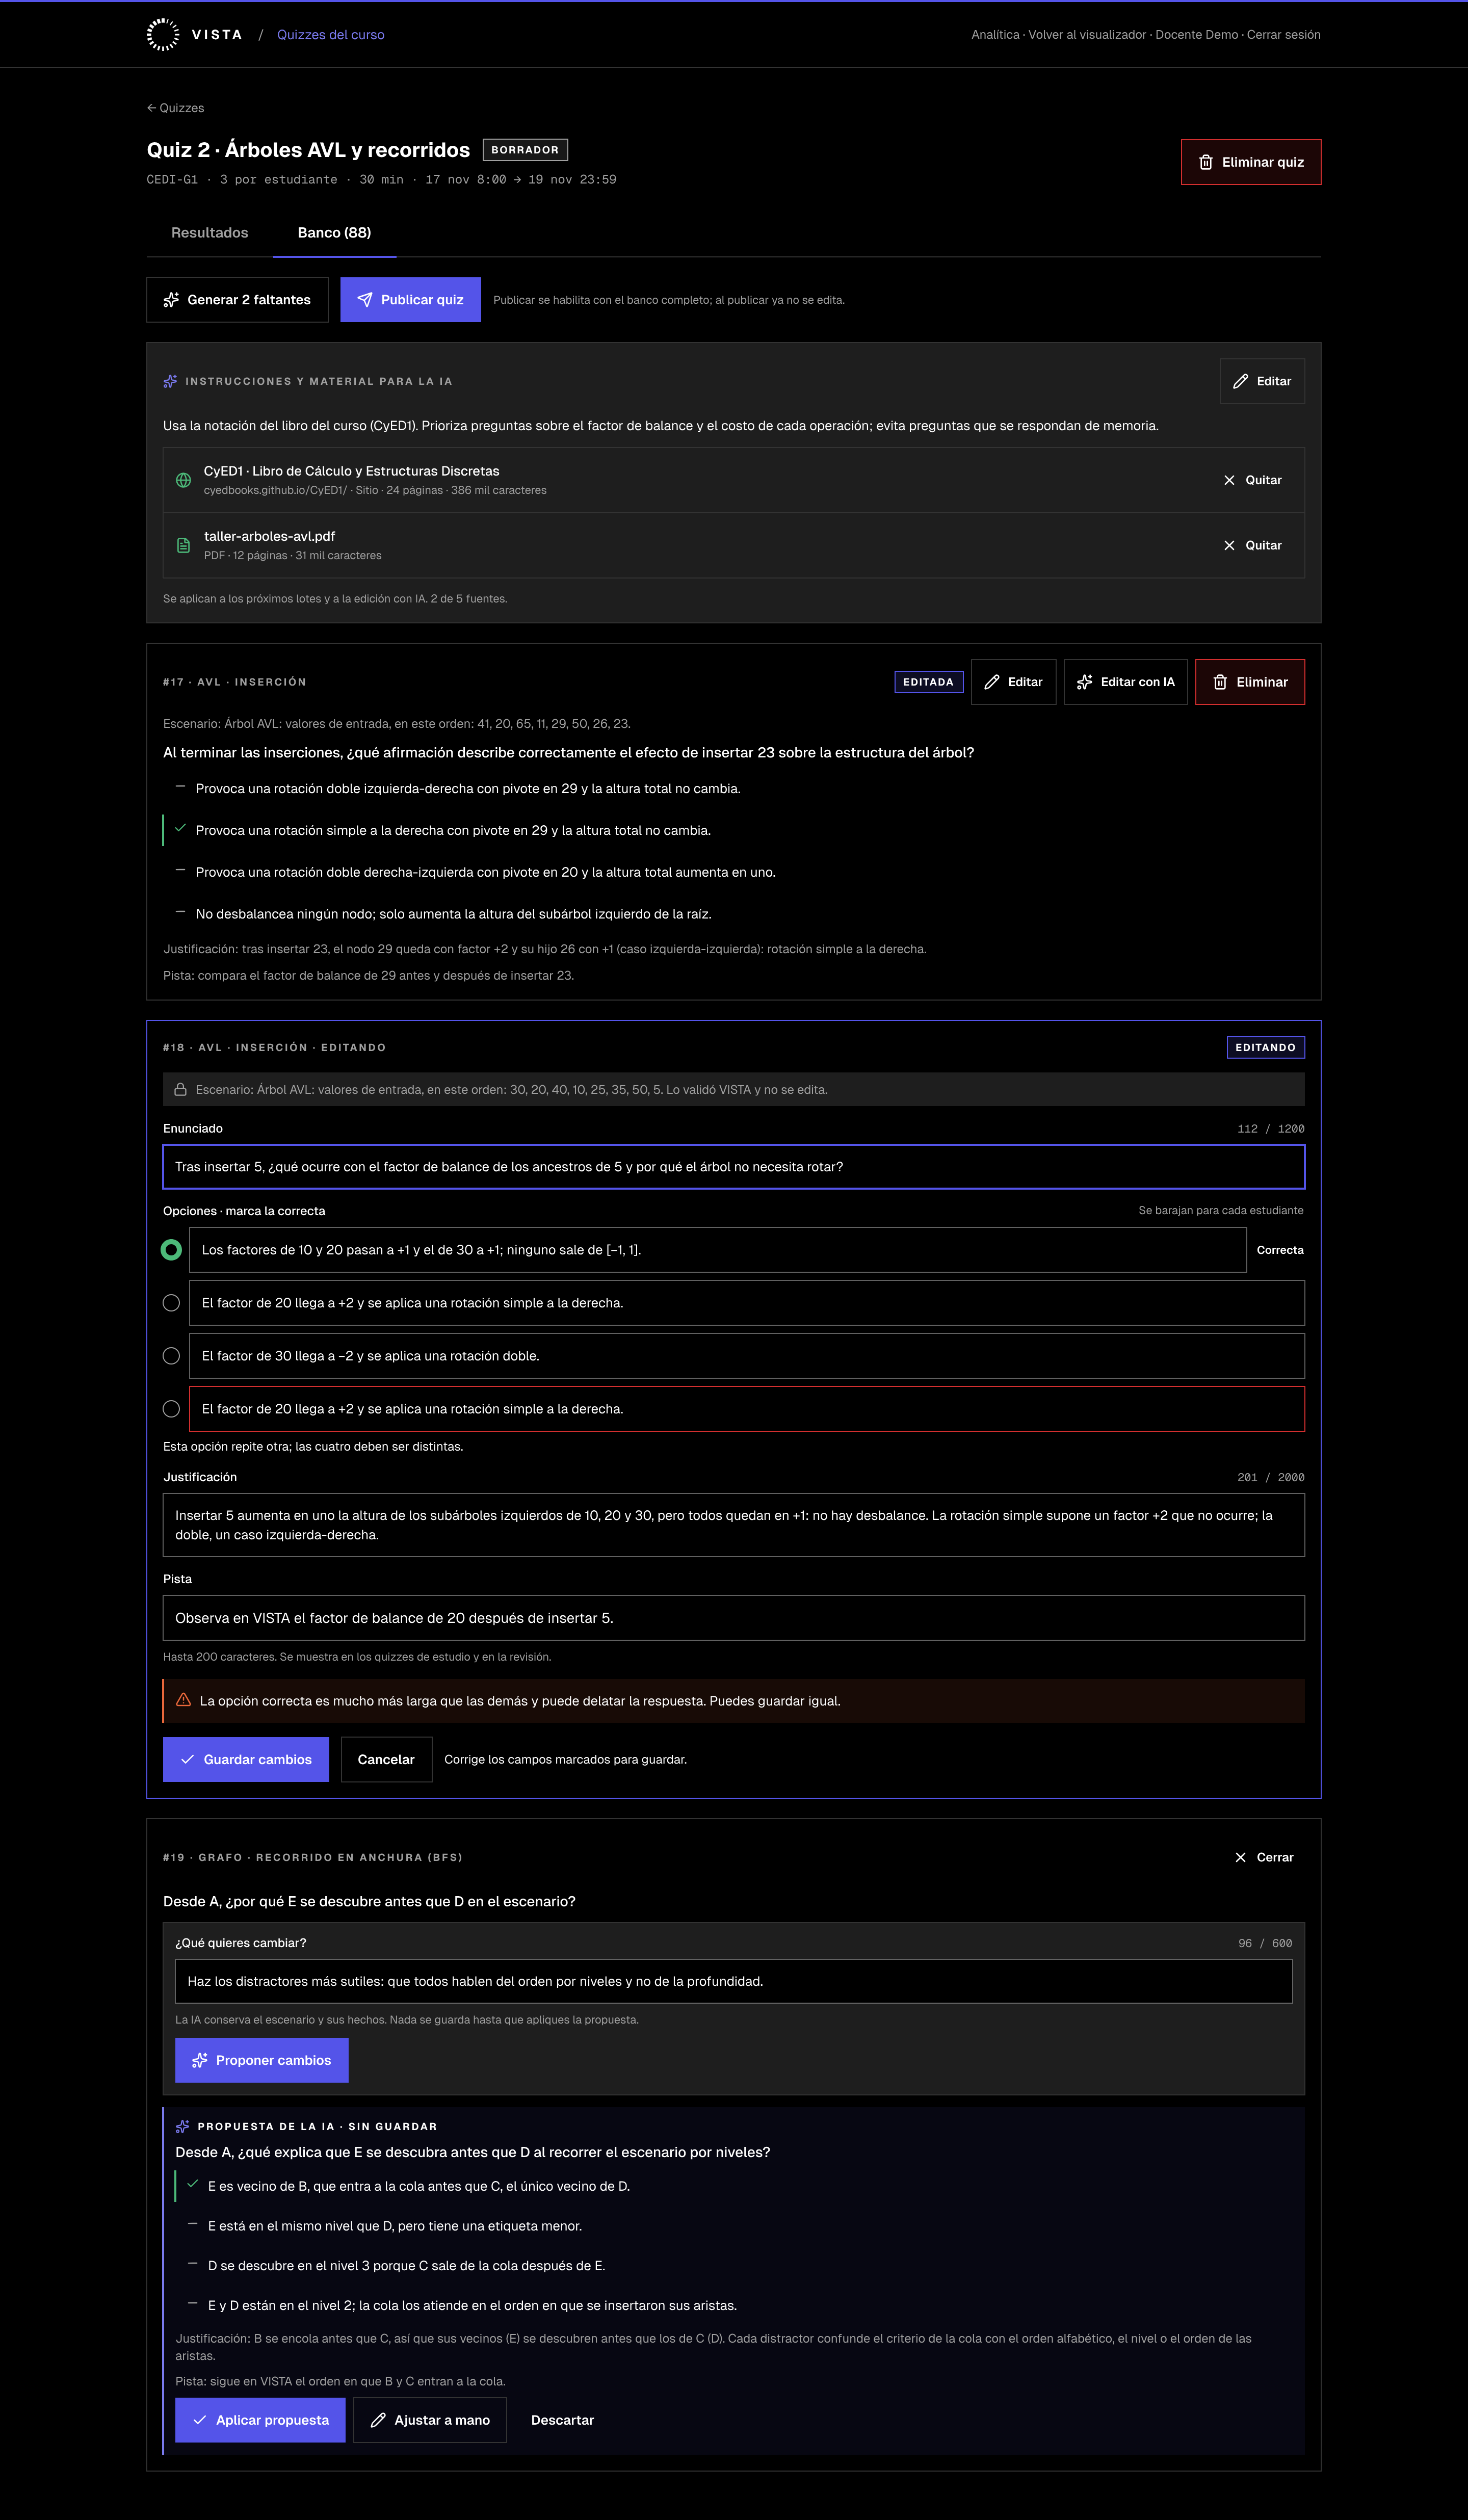 VISTA / Quizzes del curso
Analítica · Volver al visualizador · Docente Demo · Cerrar sesión
← Quizzes
Quiz 2 · Árboles AVL y recorridos BORRADOR
Eliminar quiz
CEDI-G1 · 3 por estudiante · 30 min · 17 nov 8:00 → 19 nov 23:59
Resultados Banco (88)
Generar 2 faltantes Publicar quiz Publicar se habilita con el banco completo; al publicar ya no se edita.
INSTRUCCIONES Y MATERIAL PARA LA IA Editar
Usa la notación del libro del curso (CyED1). Prioriza preguntas sobre el factor de balance y el costo de cada operación; evita preguntas que se respondan de memoria.
CyED1 · Libro de Cálculo y Estructuras Discretas
cyedbooks.github.io/CyED1/ · Sitio · 24 páginas · 386 mil caracteres
Quitar
taller-arboles-avl.pdf
PDF · 12 páginas · 31 mil caracteres
Quitar
Se aplican a los próximos lotes y a la edición con IA. 2 de 5 fuentes.
#17 · AVL · INSERCIÓN EDITADA Editar Editar con IA Eliminar
Escenario: Árbol AVL: valores de entrada, en este orden: 41, 20, 65, 11, 29, 50, 26, 23.
Al terminar las inserciones, ¿qué afirmación describe correctamente el efecto de insertar 23 sobre la estructura del árbol?
— Provoca una rotación doble izquierda-derecha con pivote en 29 y la altura total no cambia.
✓ Provoca una rotación simple a la derecha con pivote en 29 y la altura total no cambia.
— Provoca una rotación doble derecha-izquierda con pivote en 20 y la altura total aumenta en uno.
— No desbalancea ningún nodo; solo aumenta la altura del subárbol izquierdo de la raíz.
Justificación: tras insertar 23, el nodo 29 queda con factor +2 y su hijo 26 con +1 (caso izquierda-izquierda): rotación simple a la derecha.
Pista: compara el factor de balance de 29 antes y después de insertar 23.
#18 · AVL · INSERCIÓN · EDITANDO EDITANDO
Escenario: Árbol AVL: valores de entrada, en este orden: 30, 20, 40, 10, 25, 35, 50, 5. Lo validó VISTA y no se edita.
Enunciado 112 / 1200
Tras insertar 5, ¿qué ocurre con el factor de balance de los ancestros de 5 y por qué el árbol no necesita rotar?
Opciones · marca la correcta Se barajan para cada estudiante
Los factores de 10 y 20 pasan a +1 y el de 30 a +1; ninguno sale de [−1, 1]. Correcta
El factor de 20 llega a +2 y se aplica una rotación simple a la derecha.
El factor de 30 llega a −2 y se aplica una rotación doble.
El factor de 20 llega a +2 y se aplica una rotación simple a la derecha.
Esta opción repite otra; las cuatro deben ser distintas.
Justificación 201 / 2000
Insertar 5 aumenta en uno la altura de los subárboles izquierdos de 10, 20 y 30, pero todos quedan en +1: no hay desbalance. La rotación simple supone un factor +2 que no ocurre; la
doble, un caso izquierda-derecha.
Pista
Observa en VISTA el factor de balance de 20 después de insertar 5.
Hasta 200 caracteres. Se muestra en los quizzes de estudio y en la revisión.
La opción correcta es mucho más larga que las demás y puede delatar la respuesta. Puedes guardar igual.
Guardar cambios Cancelar Corrige los campos marcados para guardar.
#19 · GRAFO · RECORRIDO EN ANCHURA (BFS) Cerrar
Desde A, ¿por qué E se descubre antes que D en el escenario?
¿Qué quieres cambiar? 96 / 600
Haz los distractores más sutiles: que todos hablen del orden por niveles y no de la profundidad.
La IA conserva el escenario y sus hechos. Nada se guarda hasta que apliques la propuesta.
Proponer cambios
PROPUESTA DE LA IA · SIN GUARDAR
Desde A, ¿qué explica que E se descubra antes que D al recorrer el escenario por niveles?
✓ E es vecino de B, que entra a la cola antes que C, el único vecino de D.
— E está en el mismo nivel que D, pero tiene una etiqueta menor.
— D se descubre en el nivel 3 porque C sale de la cola después de E.
— E y D están en el nivel 2; la cola los atiende en el orden en que se insertaron sus aristas.
Justificación: B se encola antes que C, así que sus vecinos (E) se descubren antes que los de C (D). Cada distractor confunde el criterio de la cola con el orden alfabético, el nivel o el orden de las
aristas.
Pista: sigue en VISTA el orden en que B y C entran a la cola.
Aplicar propuesta Ajustar a mano Descartar